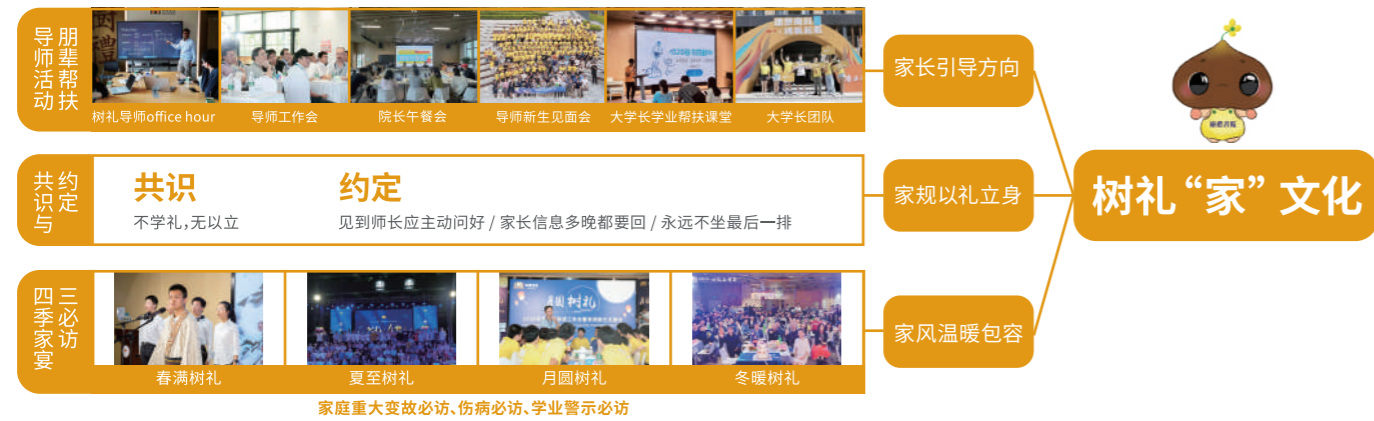 导师活动
朋辈帮扶
树礼导师office hour
导师工作会
院长午餐会
导师新生见面会
大学长学业帮扶课堂
大学长团队
家长引导方向
共识与
约定
共识
不学礼,无以立
约定
见到师长应主动问好 / 家长信息多晚都要回 / 永远不坐最后一排
家规以礼立身
树礼“家”文化
四季家宴
三必访
月圆树礼
春满树礼
夏至树礼
月圆树礼
冬暖树礼
家风温暖包容
家庭重大变故必访、伤病必访、学业警示必访